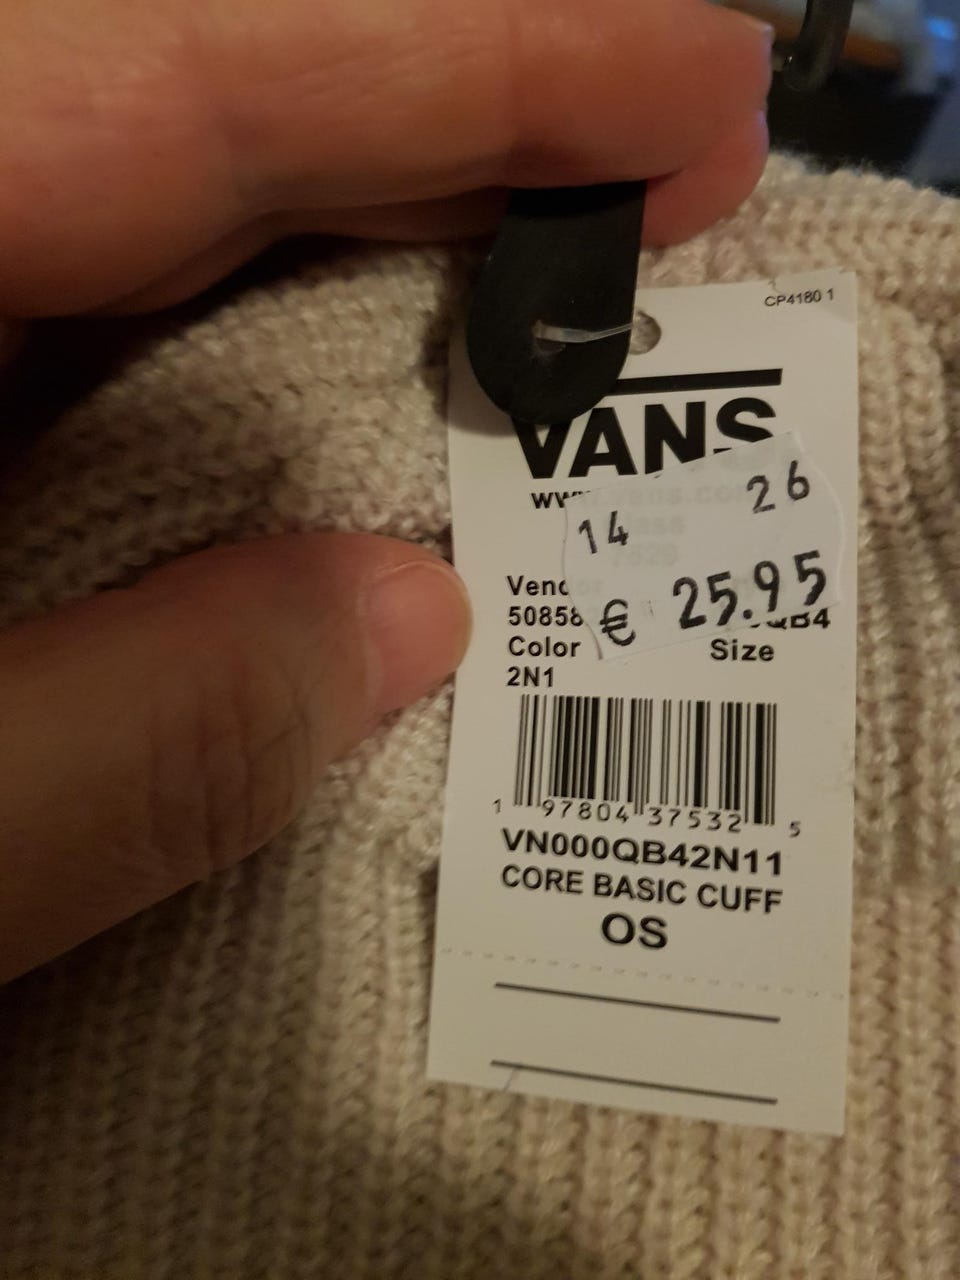 CP4180 1
VANS
14 26
€ 25.95
50858
Color Size
2N1
1 97804 37532 5
VN000QB42N11
CORE BASIC CUFF
OS